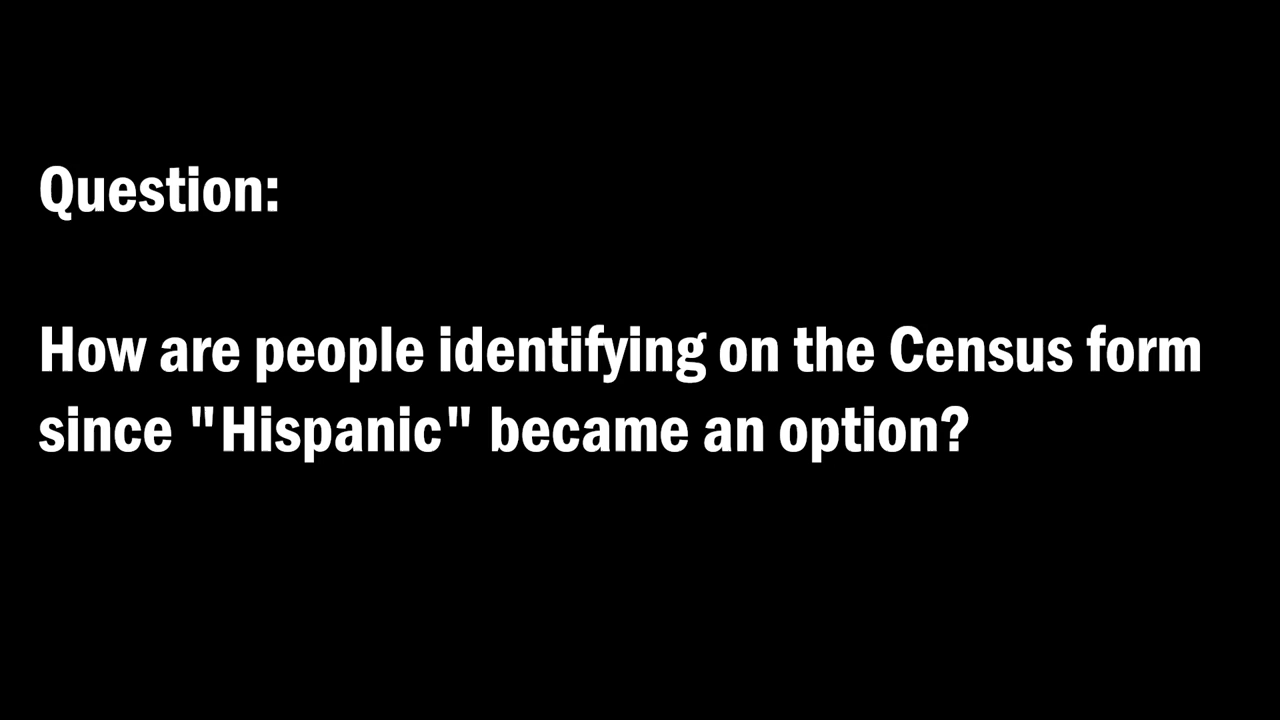 Question:
How are people identifying on the Census form
since "Hispanic" became an option?